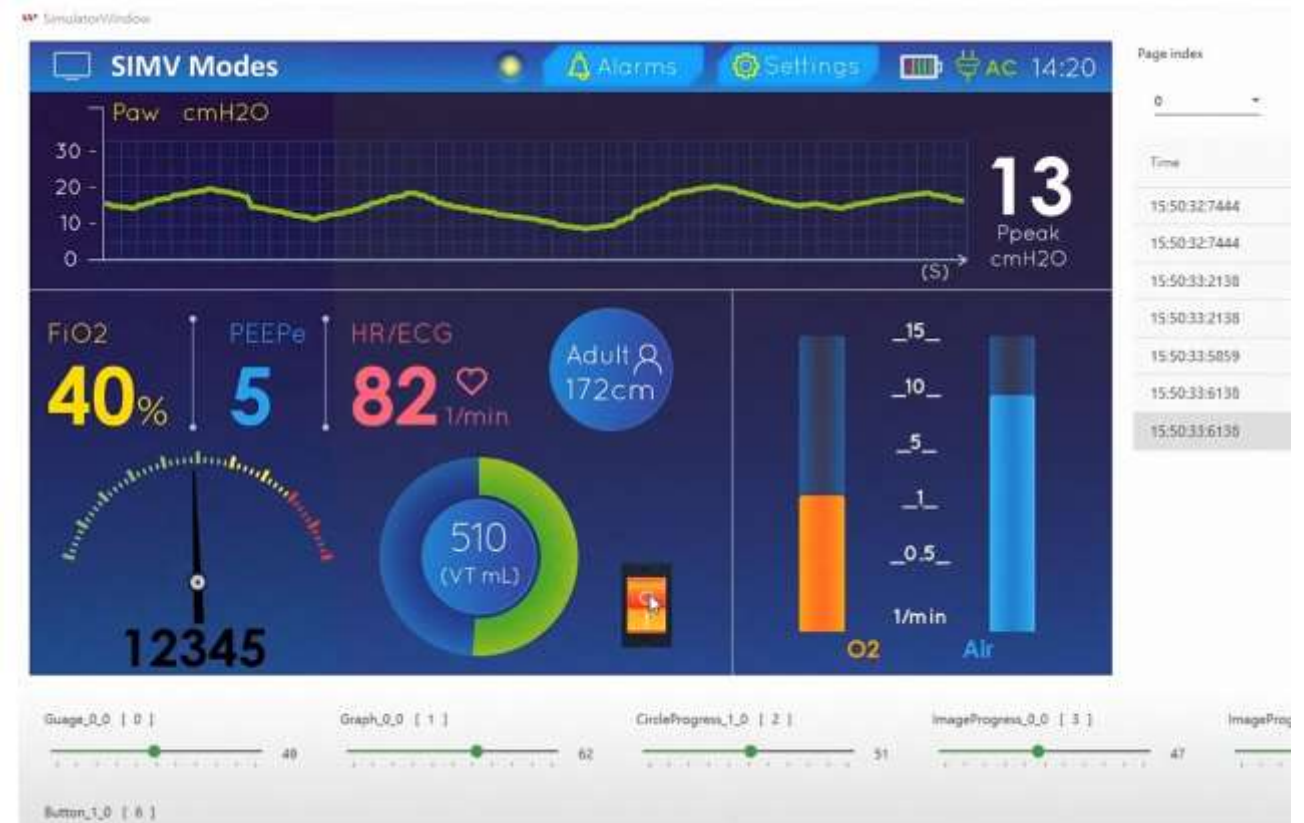 SimulatorWindow
SIMV Modes
Alarms
Settings
AC 14:20
Page index
0
Paw cmH2O
30
20
10
0
(S)
13
Ppeak
cmH2O
Time
15:50:32:7444
15:50:32:7444
15:50:33:2138
15:50:33:2138
15:50:33:5859
15:50:33:6138
15:50:33:6138
FiO2
40%
PEEPe
5
HR/ECG
82
1/min
Adult
172cm
12345
510
(VT mL)
_15_
_10_
_5_
_1_
_0.5_
1/min
O2
Air
Guage_0_0 [ 0 ]
49
Graph_0_0 [ 1 ]
62
CircleProgress_1_0 [ 2 ]
51
ImageProgress_0_0 [ 3 ]
47
ImageProg
Button_1_0 [ 6 ]